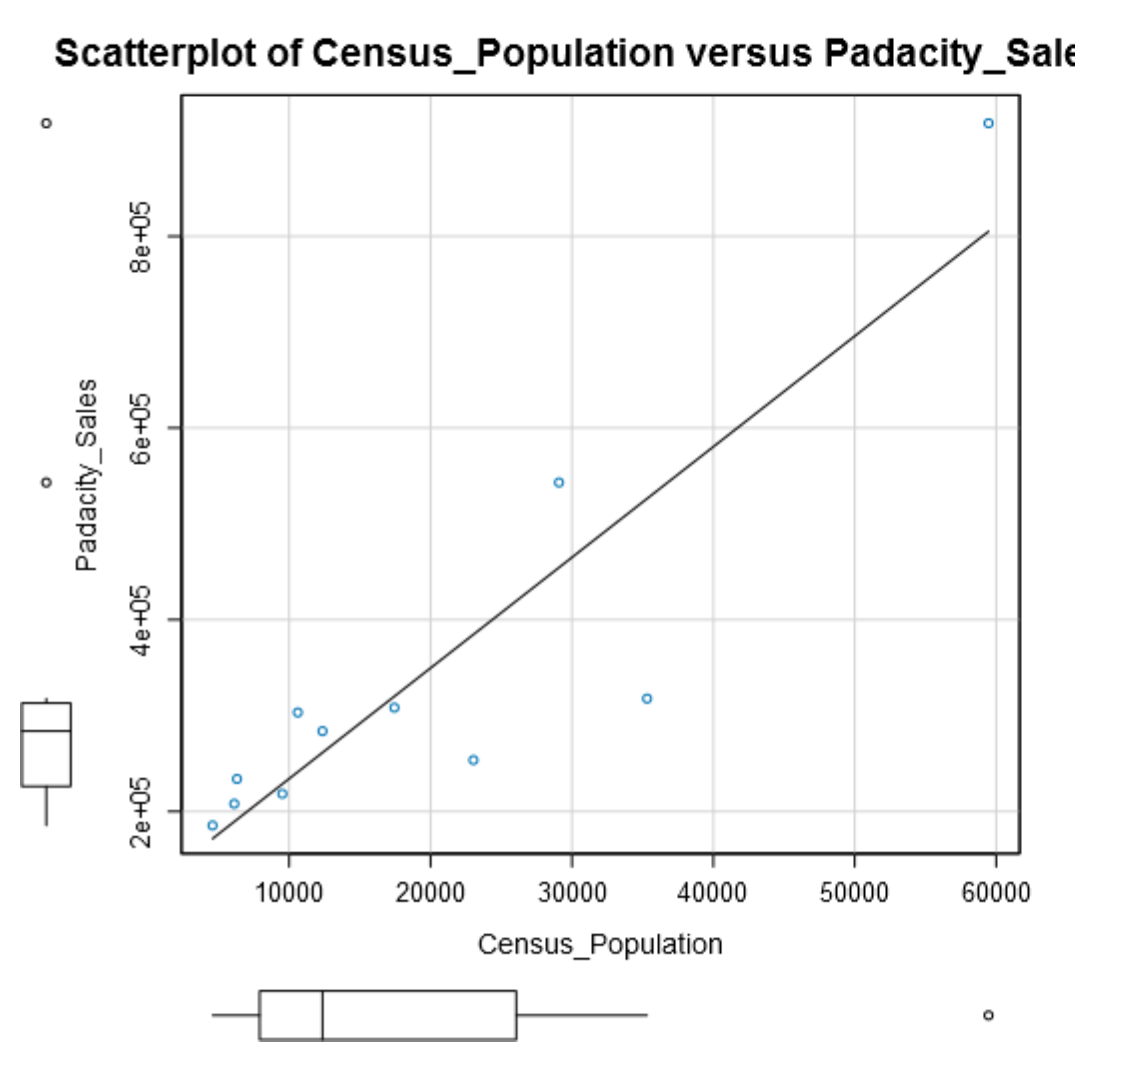 Scatterplot of Census_Population versus Padacity_Sale
8e+05
6e+05
4e+05
2e+05
Padacity_Sales
10000 20000 30000 40000 50000 60000
Census_Population